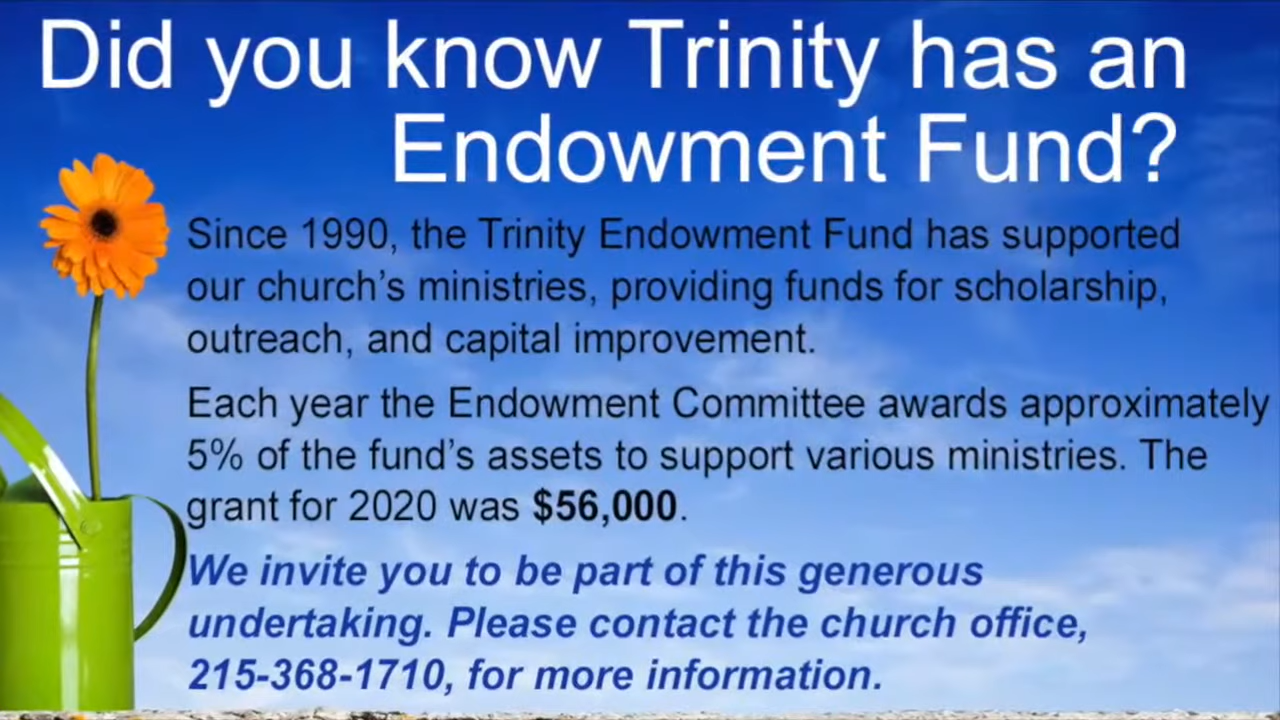 Did you know Trinity has an
Endowment Fund?
Since 1990, the Trinity Endowment Fund has supported
our church’s ministries, providing funds for scholarship,
outreach, and capital improvement.
Each year the Endowment Committee awards approximately
5% of the fund’s assets to support various ministries. The
grant for 2020 was $56,000.
We invite you to be part of this generous
undertaking. Please contact the church office,
215-368-1710, for more information.